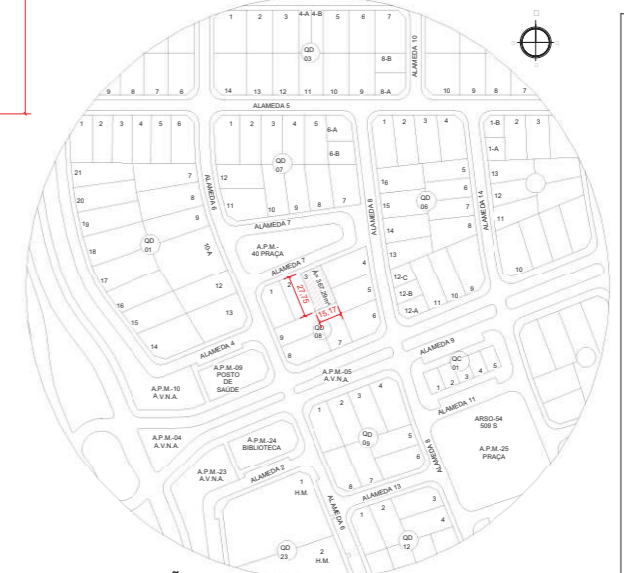 1 2 3 4-A 4-B 5 6 7
QD
03
8-B
ALAMEDA 10
9 8 7 14 13 12 11 10 9 8-A 10 9 8 7
ALAMEDA 5
1 2 3 4 5 6
1 2 3 4 5 6-A
6-B
1 2 3 4
1-B 2 3
1-A
QD
07
21 7 12
20 8 11 10 9 8 7
19 9
18
17
16
15
14
QD
01
10-A
12
13
ALAMEDA 6
ALAMEDA 7
A.P.M.-
40 PRAÇA
ALAMEDA 7
ALAMEDA 8
16 5
15 6
14 7
13 8
QD
06
12-C
12-B
12-A
11 10 9
ALAMEDA 14
13
12
11
10
1 2 3 4
A= 367,29m²
27,75
15,17
5
6
QD
08
9
8 7
ALAMEDA 4
A.P.M.-09
POSTO
DE
SAÚDE
A.P.M.-10
A.V.N.A.
A.P.M.-05
A.V.N.A.
ALAMEDA 9
QC
01
1 2 3 4 5
ALAMEDA 11
A.P.M.-04
A.V.N.A.
A.P.M.-24
BIBLIOTECA
A.P.M.-23
A.V.N.A.
ALAMEDA 2
1 2 3 4
QD
09
5
6
8 7
ALAMEDA 8
ARSO-54
509 S
A.P.M.-25
PRAÇA
1
H.M.
ALAMEDA 6
ALAMEDA 13
1 2 3
4
QD
23
2
H.M.
QD
12